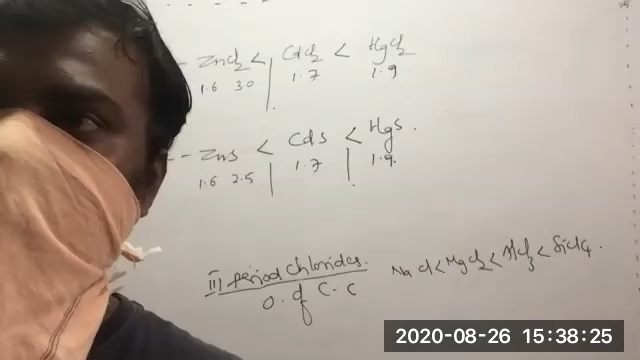 ZnCl2 < CdCl2 < HgCl2
1.6 3.0 1.7 1.9
ZnS < CdS < HgS.
1.6 2.5 1.7 1.9
III period chlorides. NaCl < MgCl2 < AlCl3 < SiCl4.
O. of C.C
2020-08-26 15:38:25